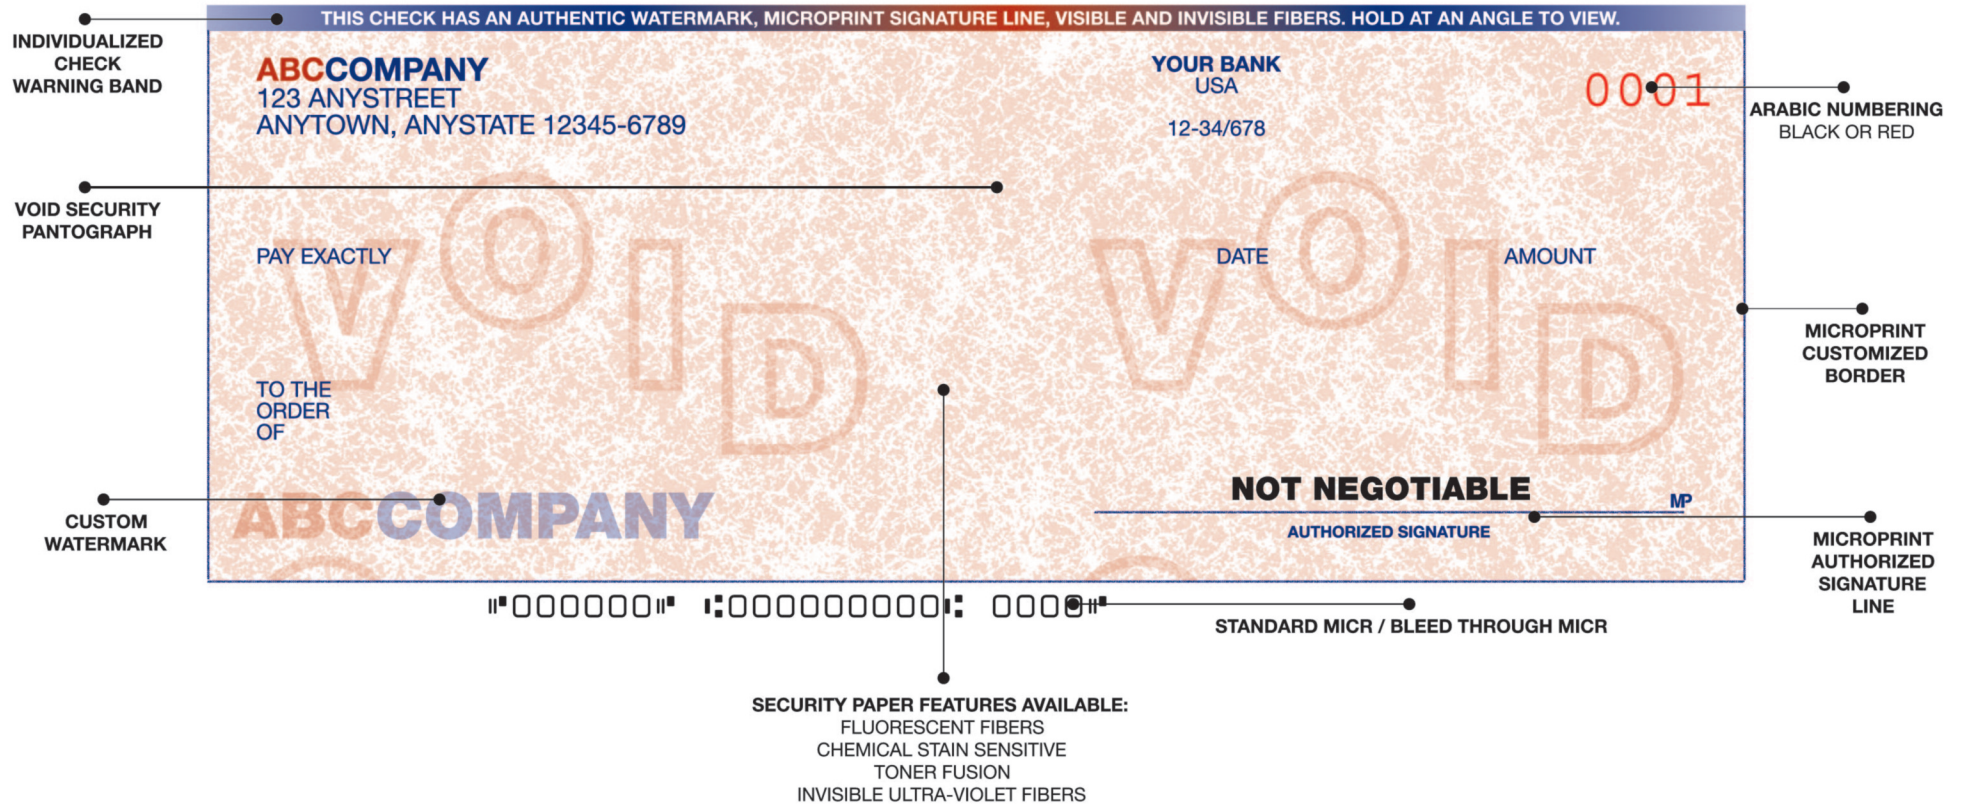 THIS CHECK HAS AN AUTHENTIC WATERMARK, MICROPRINT SIGNATURE LINE, VISIBLE AND INVISIBLE FIBERS. HOLD AT AN ANGLE TO VIEW.
INDIVIDUALIZED
CHECK
WARNING BAND
ABCCOMPANY
123 ANYSTREET
ANYTOWN, ANYSTATE 12345-6789
YOUR BANK
USA
12-34/678
0001
ARABIC NUMBERING
BLACK OR RED
VOID SECURITY
PANTOGRAPH
VOID
VOID
PAY EXACTLY
DATE
AMOUNT
MICROPRINT
CUSTOMIZED
BORDER
TO THE
ORDER
OF
ABCCOMPANY
CUSTOM
WATERMARK
NOT NEGOTIABLE
MP
AUTHORIZED SIGNATURE
MICROPRINT
AUTHORIZED
SIGNATURE
LINE
⑈000000⑈ ⑆000000000⑆ 0000⑈
STANDARD MICR / BLEED THROUGH MICR
SECURITY PAPER FEATURES AVAILABLE:
FLUORESCENT FIBERS
CHEMICAL STAIN SENSITIVE
TONER FUSION
INVISIBLE ULTRA-VIOLET FIBERS